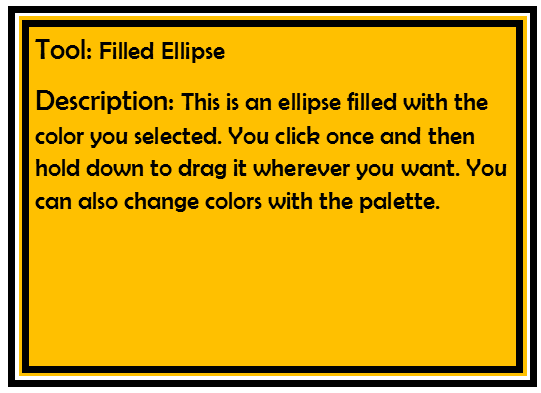 Tool: Filled Ellipse
Description: This is an ellipse filled with the
color you selected. You click once and then
hold down to drag it wherever you want. You
can also change colors with the palette.